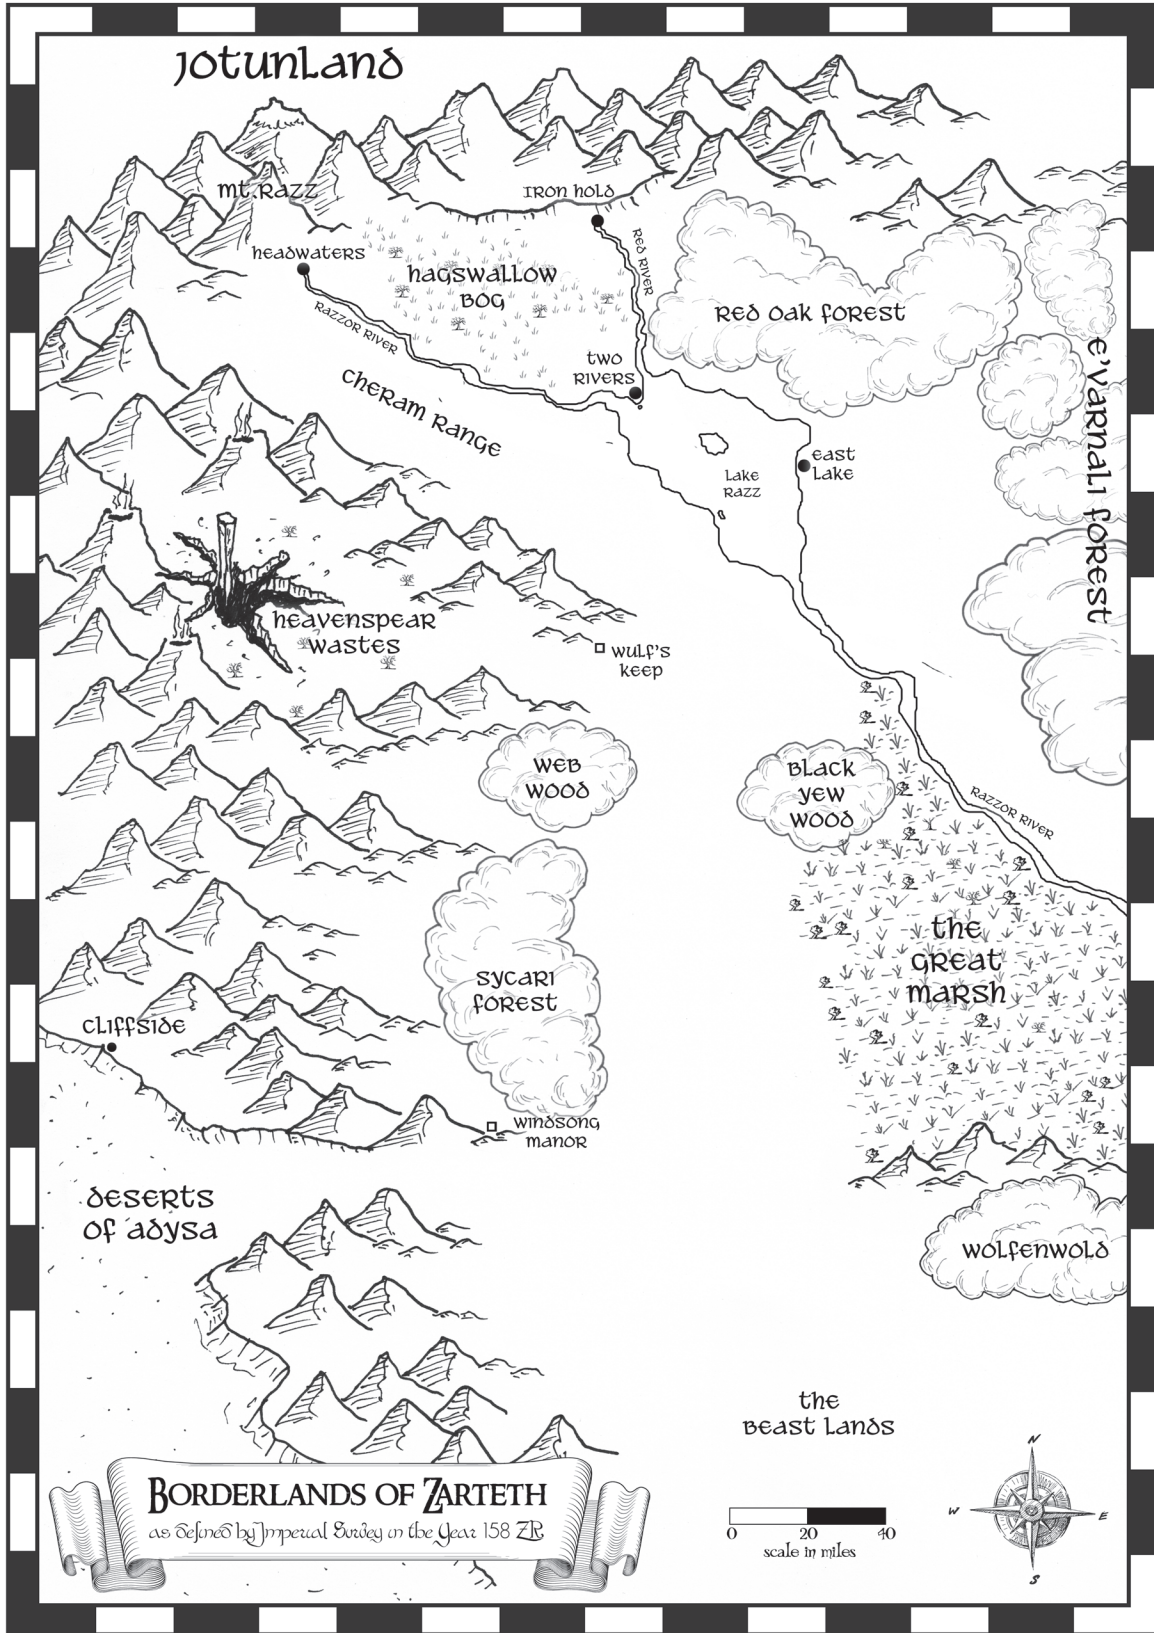 Jotunland
Mt. Razz
Iron Hold
Headwaters
Red River
Hagswallow
Bog
Red Oak Forest
Razzor River
Two
Rivers
E'varnali Forest
Cheram Range
East
Lake
Lake
Razz
Heavenspear
Wastes
Wulf's
Keep
Web
Wood
Black
Yew
Wood
Razzor River
The
Great
Marsh
Sycari
Forest
Cliffside
Windsong
Manor
Deserts
of Adysa
Wolfenwold
The
Beast Lands
N
W
E
S
Borderlands of Zarteth
as defined by Imperial Survey in the Year 158 ZR
0 20 40
scale in miles